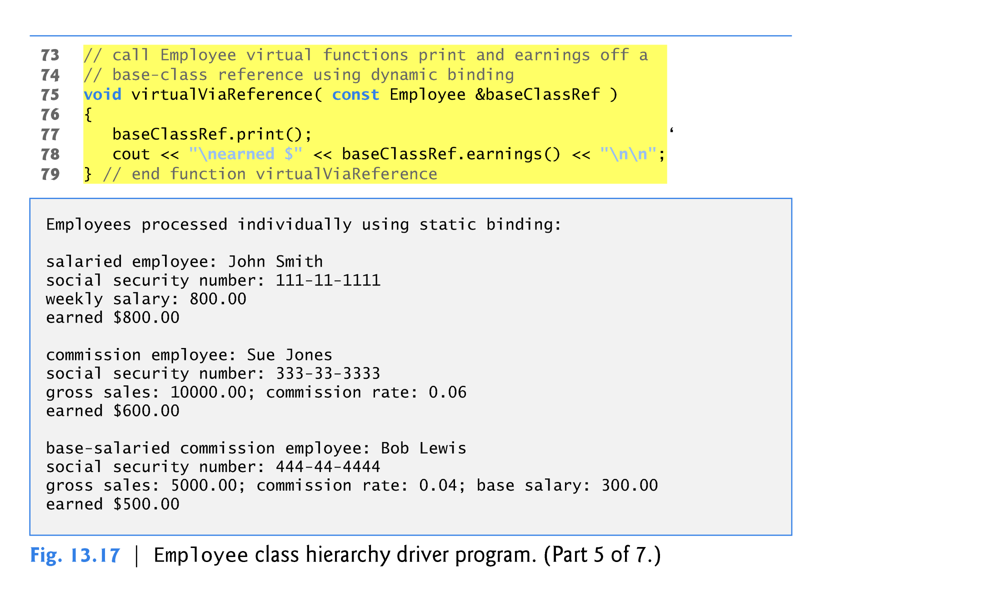 73 // call Employee virtual functions print and earnings off a
74 // base-class reference using dynamic binding
75 void virtualViaReference( const Employee &baseClassRef )
76 {
77    baseClassRef.print(); ‘
78    cout << "\nearned $" << baseClassRef.earnings() << "\n\n";
79 } // end function virtualViaReference
Employees processed individually using static binding:
salaried employee: John Smith
social security number: 111-11-1111
weekly salary: 800.00
earned $800.00
commission employee: Sue Jones
social security number: 333-33-3333
gross sales: 10000.00; commission rate: 0.06
earned $600.00
base-salaried commission employee: Bob Lewis
social security number: 444-44-4444
gross sales: 5000.00; commission rate: 0.04; base salary: 300.00
earned $500.00
Fig. 13.17 | Employee class hierarchy driver program. (Part 5 of 7.)